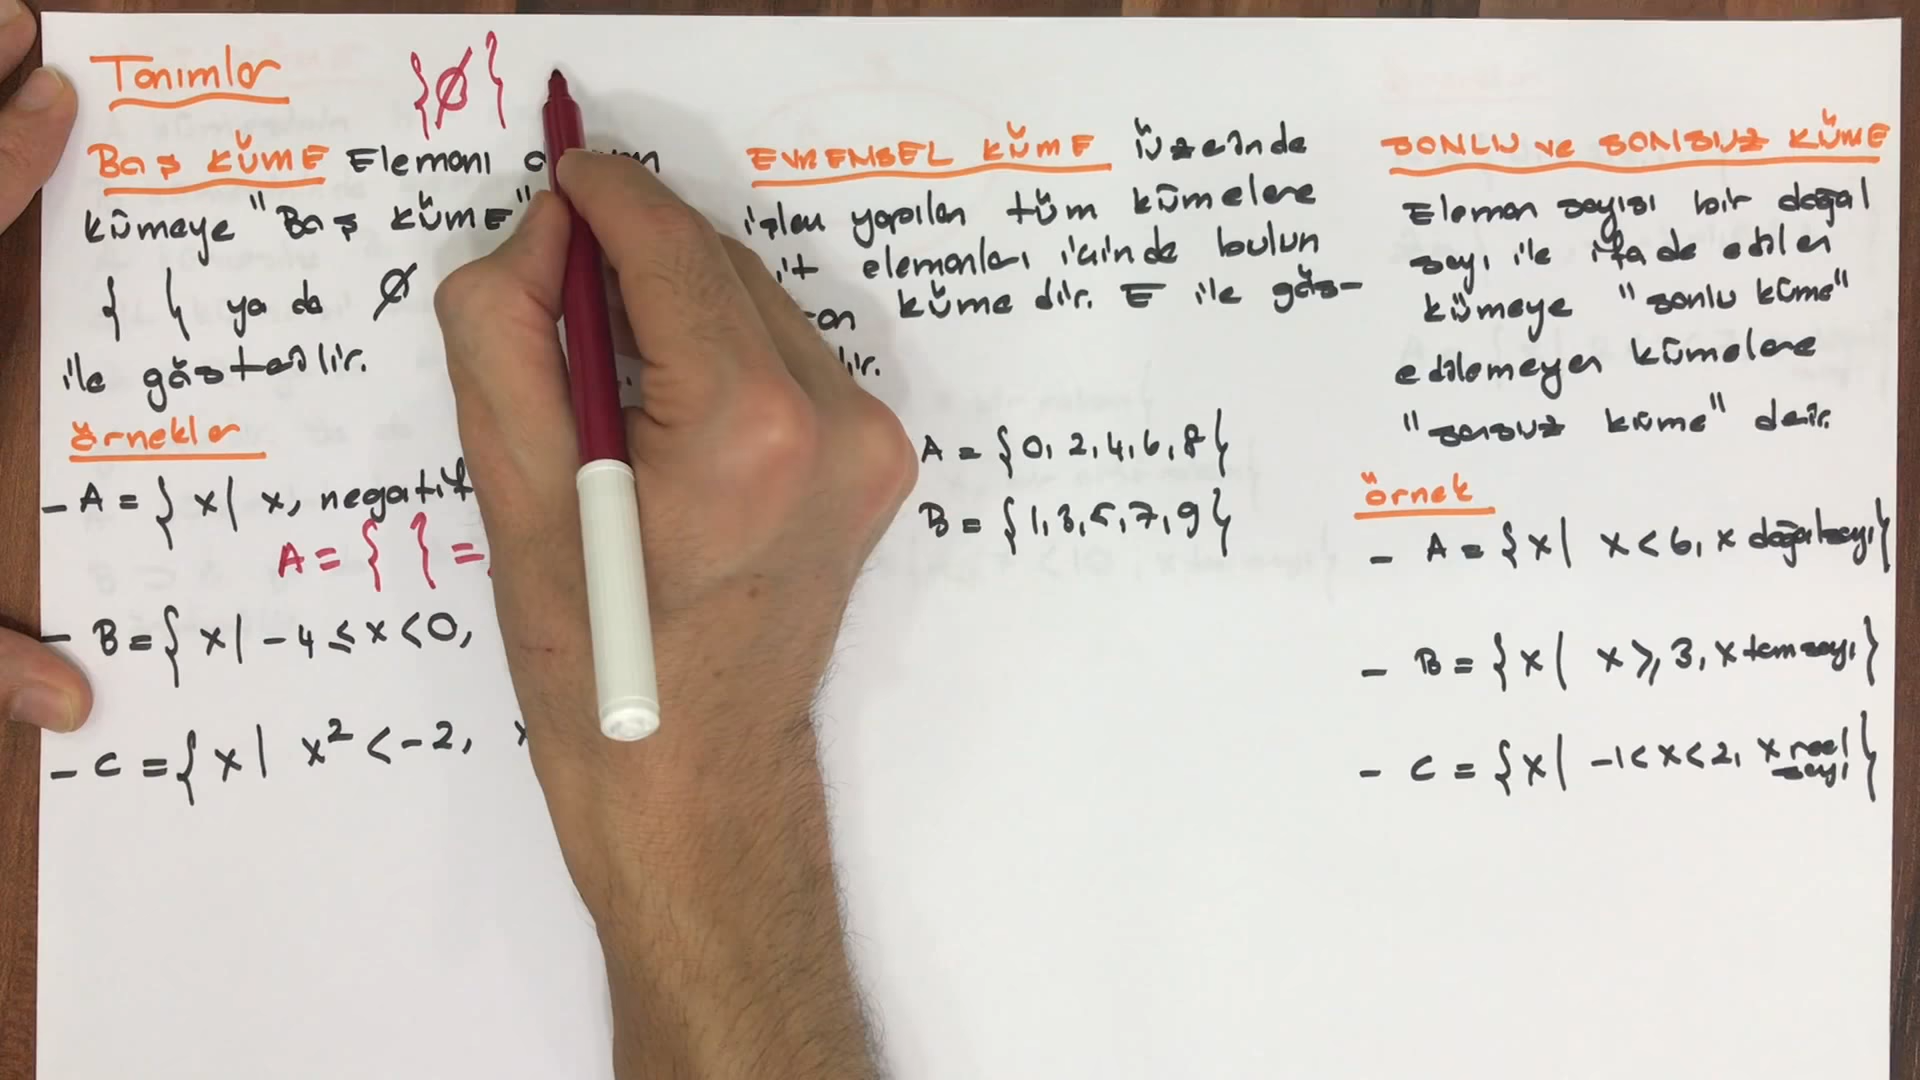 Tanımlar
{∅}
Boş KÜME Elemanı
kümeye "Boş KÜME"
{ } ya da ∅
ile gösterilir.
örnekler
- A = { x | x, negatif
A = { } =
- B = { x | -4 ≤ x < 0,
- C = { x | x² < -2, x
EVRENSEL KÜME üzerinde
işlem yapılan tüm kümelere
it elemanları içinde bulun
küme dir. E ile gös-
A = { 0, 2, 4, 6, 8 }
B = { 1, 3, 5, 7, 9 }
SONLU ve SONSUZ KÜME
Eleman sayısı bir doğal
sayı ile ifade edilen
kümeye "sonlu küme"
edilemeyen kümelere
"sonsuz küme" denir.
örnek
- A = { x | x < 6, x doğal sayı }
- B = { x | x ≥ 3, x tam sayı }
- C = { x | -1 < x < 2, x reel sayı }